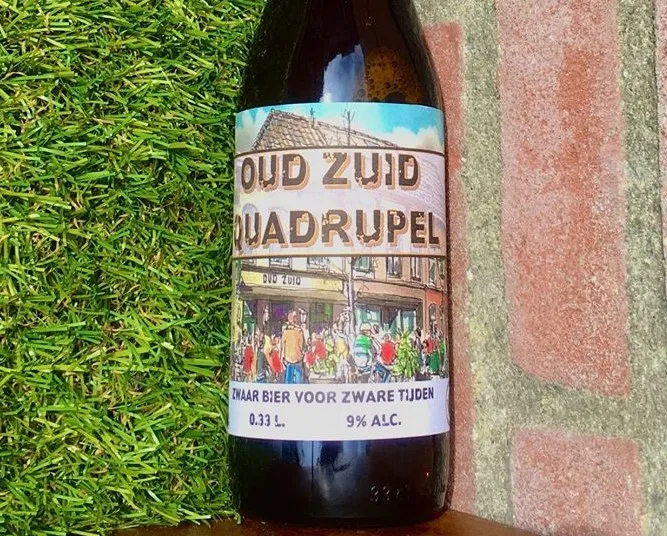 OUD ZUID
QUADRUPEL
OUD ZUID
ZWAAR BIER VOOR ZWARE TIJDEN
0.33 L. 9% ALC.